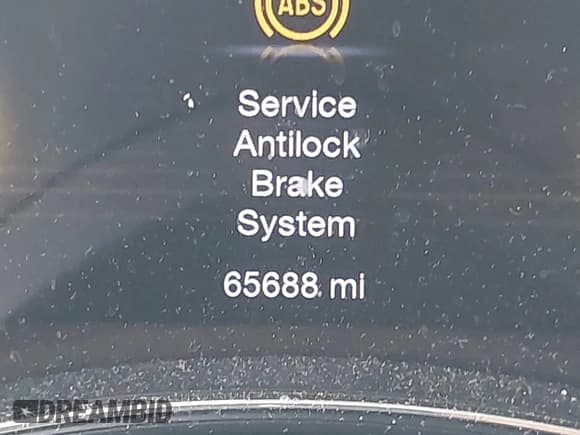 ABS
Service
Antilock
Brake
System
65688 mi
DREAMBID